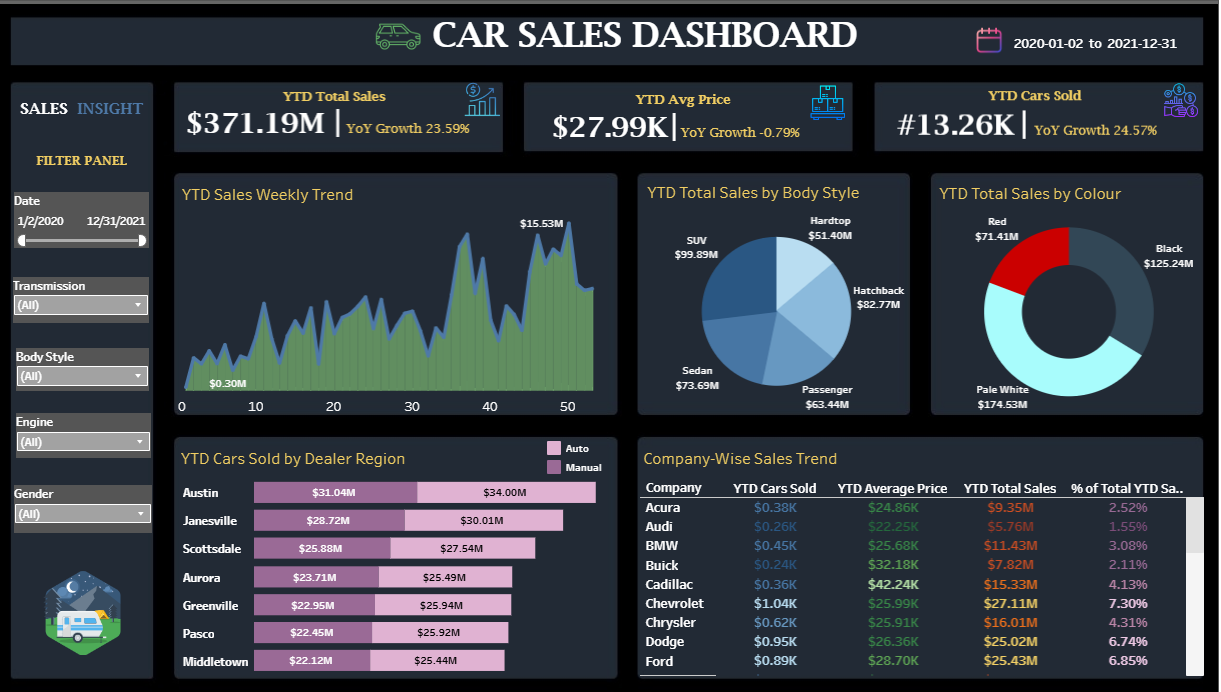 CAR SALES DASHBOARD
2020-01-02 to 2021-12-31
SALES INSIGHT
FILTER PANEL
Date
1/2/2020 12/31/2021
Transmission
(All)
Body Style
(All)
Engine
(All)
Gender
(All)
YTD Total Sales
$371.19M | YoY Growth 23.59%
YTD Avg Price
$27.99K | YoY Growth -0.79%
YTD Cars Sold
#13.26K | YoY Growth 24.57%
YTD Sales Weekly Trend
$15.53M
$0.30M
0 10 20 30 40 50
YTD Total Sales by Body Style
Hardtop
$51.40M
SUV
$99.89M
Hatchback
$82.77M
Sedan
$73.69M
Passenger
$63.44M
YTD Total Sales by Colour
Red
$71.41M
Black
$125.24M
Pale White
$174.53M
YTD Cars Sold by Dealer Region
Auto
Manual
Austin $31.04M $34.00M
Janesville $28.72M $30.01M
Scottsdale $25.88M $27.54M
Aurora $23.71M $25.49M
Greenville $22.95M $25.94M
Pasco $22.45M $25.92M
Middletown $22.12M $25.44M
Company-Wise Sales Trend
Company YTD Cars Sold YTD Average Price YTD Total Sales % of Total YTD Sa..
Acura $0.38K $24.86K $9.35M 2.52%
Audi $0.26K $22.25K $5.76M 1.55%
BMW $0.45K $25.68K $11.43M 3.08%
Buick $0.24K $32.18K $7.82M 2.11%
Cadillac $0.36K $42.24K $15.33M 4.13%
Chevrolet $1.04K $25.99K $27.11M 7.30%
Chrysler $0.62K $25.91K $16.01M 4.31%
Dodge $0.95K $26.36K $25.02M 6.74%
Ford $0.89K $28.70K $25.43M 6.85%